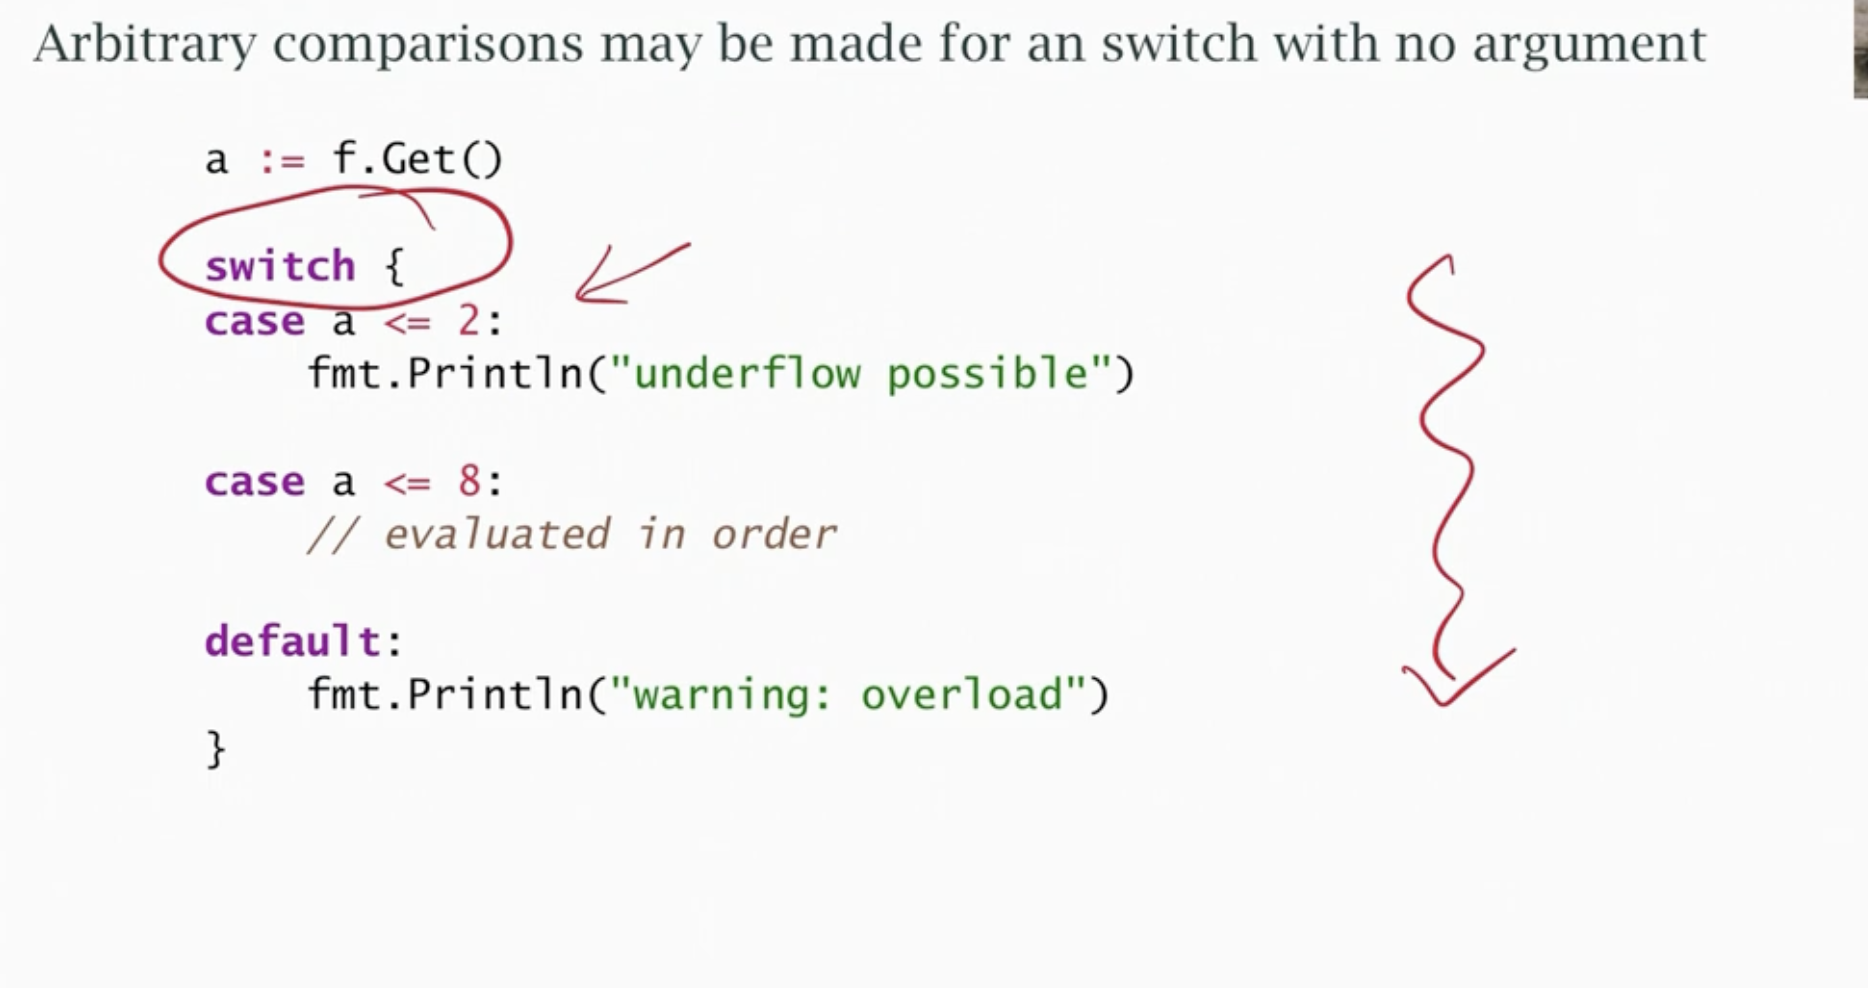 Arbitrary comparisons may be made for an switch with no argument
a := f.Get()
switch {
case a <= 2:
fmt.Println("underflow possible")
case a <= 8:
// evaluated in order
default:
fmt.Println("warning: overload")
}